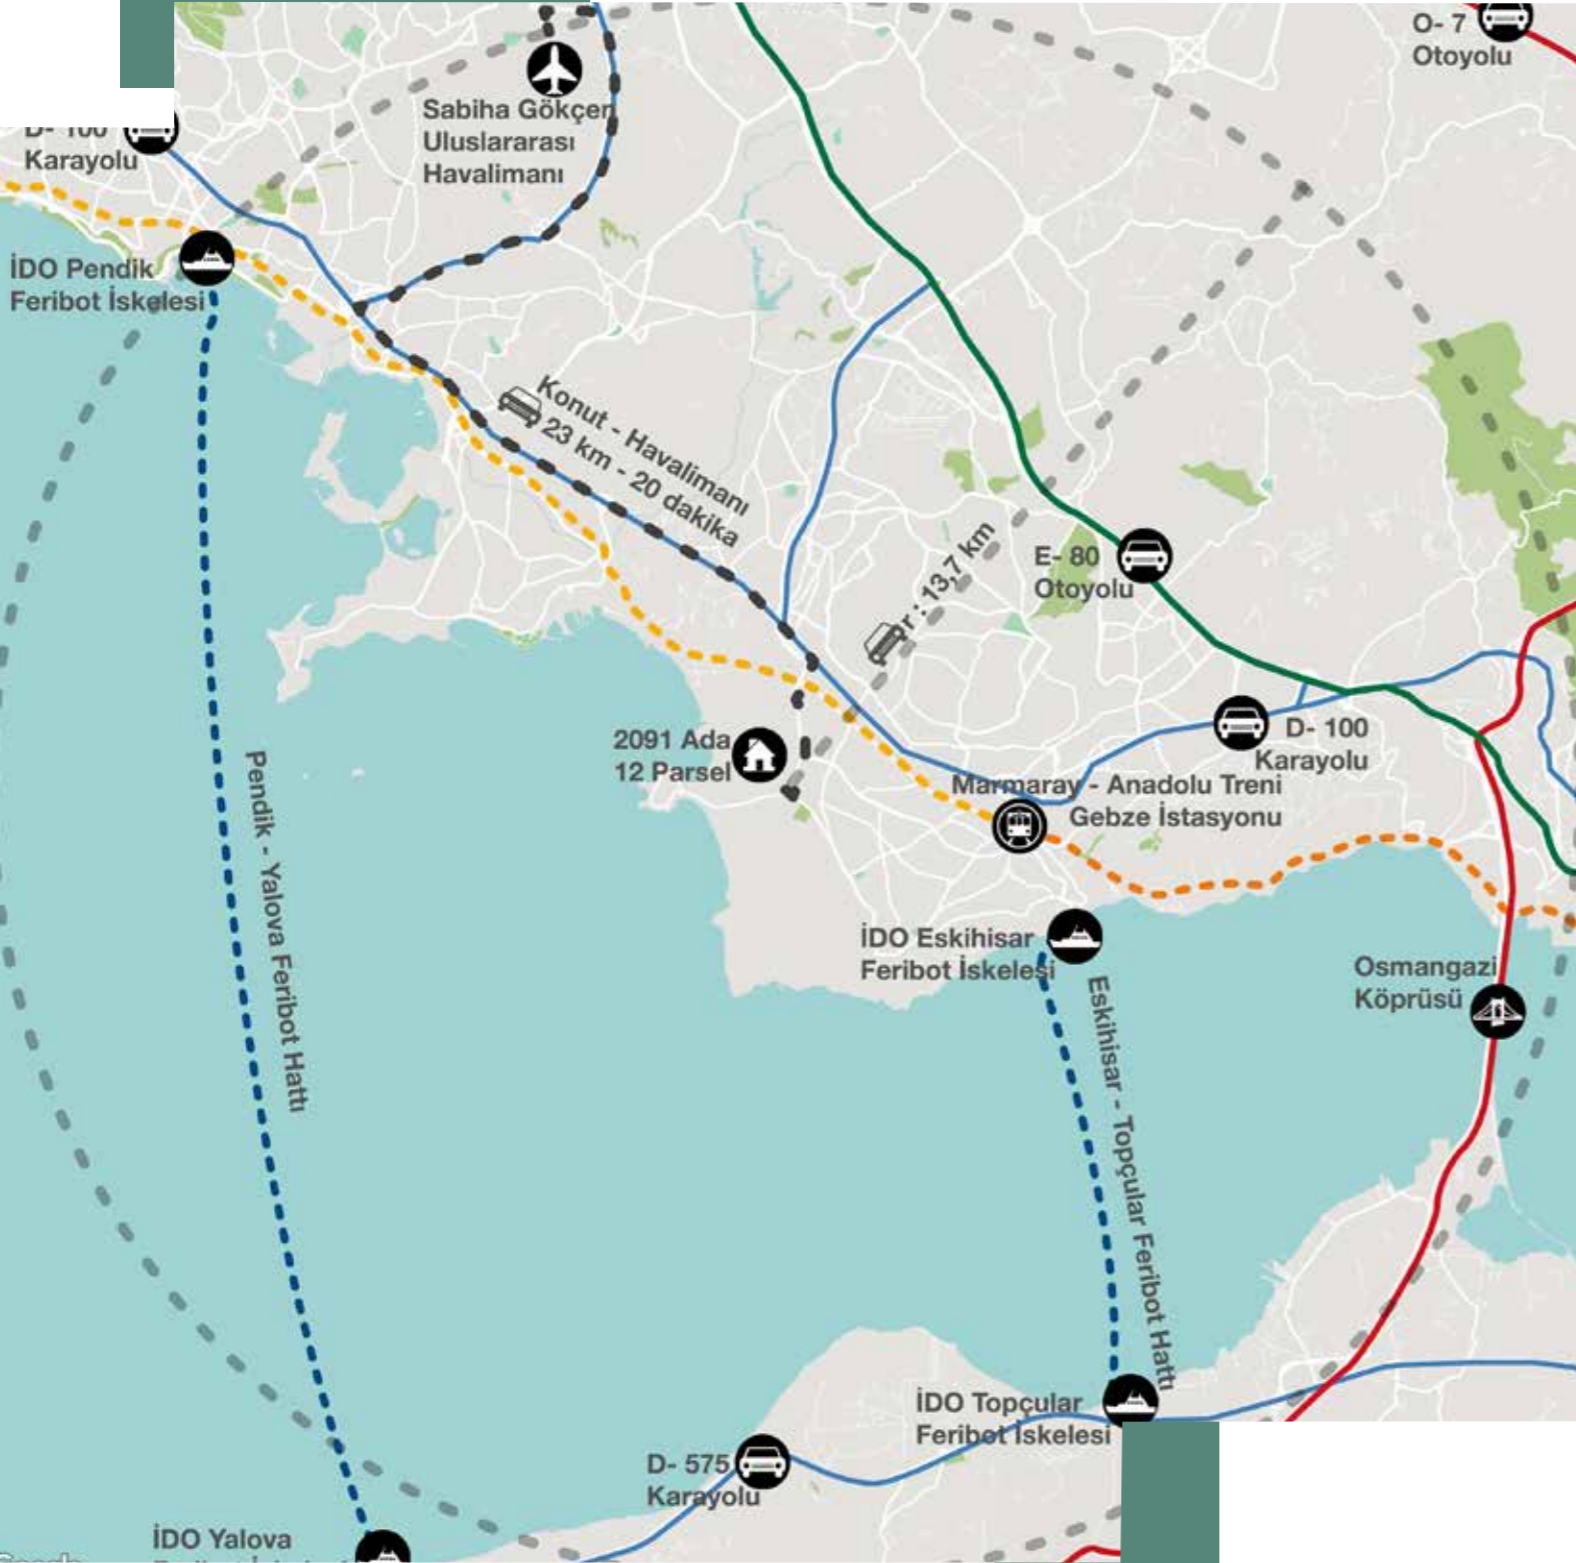 O- 7
Otoyolu
Sabiha Gökçen
Uluslararası
Havalimanı
D- 100
Karayolu
İDO Pendik
Feribot İskelesi
Konut - Havalimanı
23 km - 20 dakika
r : 13,7 km
E- 80
Otoyolu
2091 Ada
12 Parsel
D- 100
Karayolu
Marmaray - Anadolu Treni
Gebze İstasyonu
Pendik - Yalova Feribot Hattı
İDO Eskihisar
Feribot İskelesi
Osmangazi
Köprüsü
Eskihisar - Topçular Feribot Hattı
İDO Topçular
Feribot İskelesi
D- 575
Karayolu
İDO Yalova